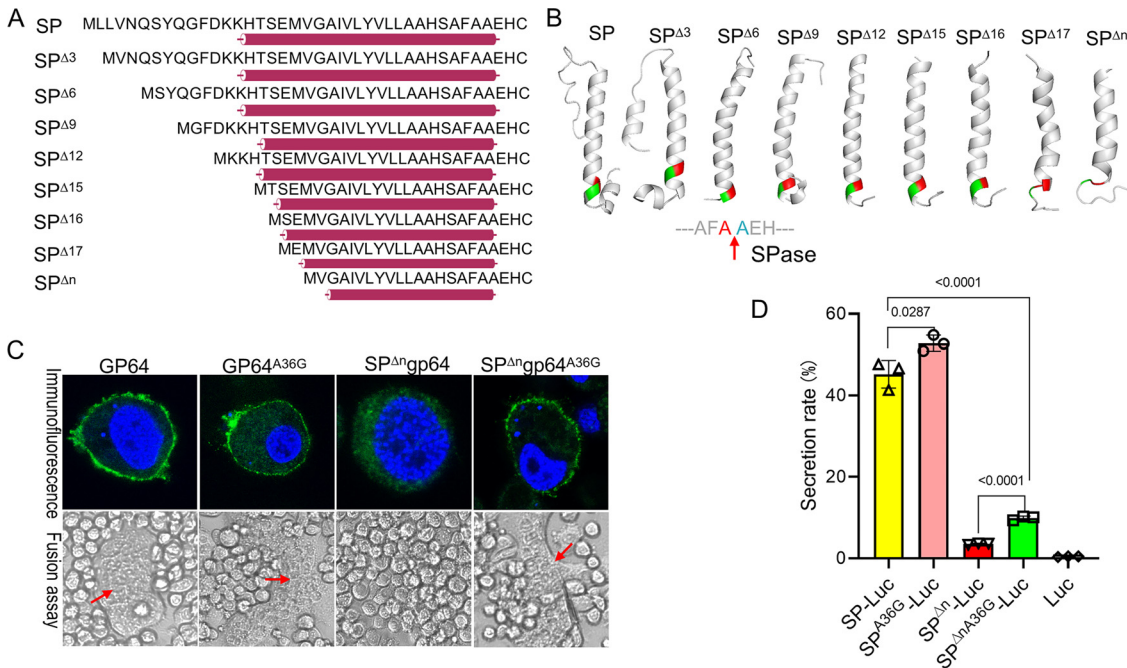 A
SP MLLVNQSYQGFDKKHTSEMVGAIVLYVLLAAHSAFAAEHC
SPΔ3 MVNQSYQGFDKKHTSEMVGAIVLYVLLAAHSAFAAEHC
SPΔ6 MSYQGFDKKHTSEMVGAIVLYVLLAAHSAFAAEHC
SPΔ9 MGFDKKHTSEMVGAIVLYVLLAAHSAFAAEHC
SPΔ12 MKKHTSEMVGAIVLYVLLAAHSAFAAEHC
SPΔ15 MTSEMVGAIVLYVLLAAHSAFAAEHC
SPΔ16 MSEMVGAIVLYVLLAAHSAFAAEHC
SPΔ17 MEMVGAIVLYVLLAAHSAFAAEHC
SPΔn MVGAIVLYVLLAAHSAFAAEHC
B
SP SPΔ3 SPΔ6 SPΔ9 SPΔ12 SPΔ15 SPΔ16 SPΔ17 SPΔn
---AFA AEH---
SPase
C
GP64 GP64A36G SPΔngp64 SPΔngp64A36G
Immunofluorescence
Fusion assay
D
Secretion rate (%)
60
40
20
0
<0.0001
0.0287
<0.0001
SP-Luc
SPA36G-Luc
SPΔn-Luc
SPΔnA36G-Luc
Luc